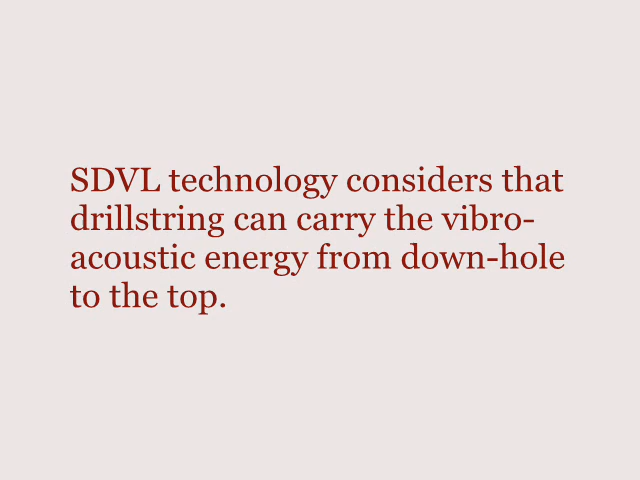 SDVL technology considers that
drillstring can carry the vibro-
acoustic energy from down-hole
to the top.